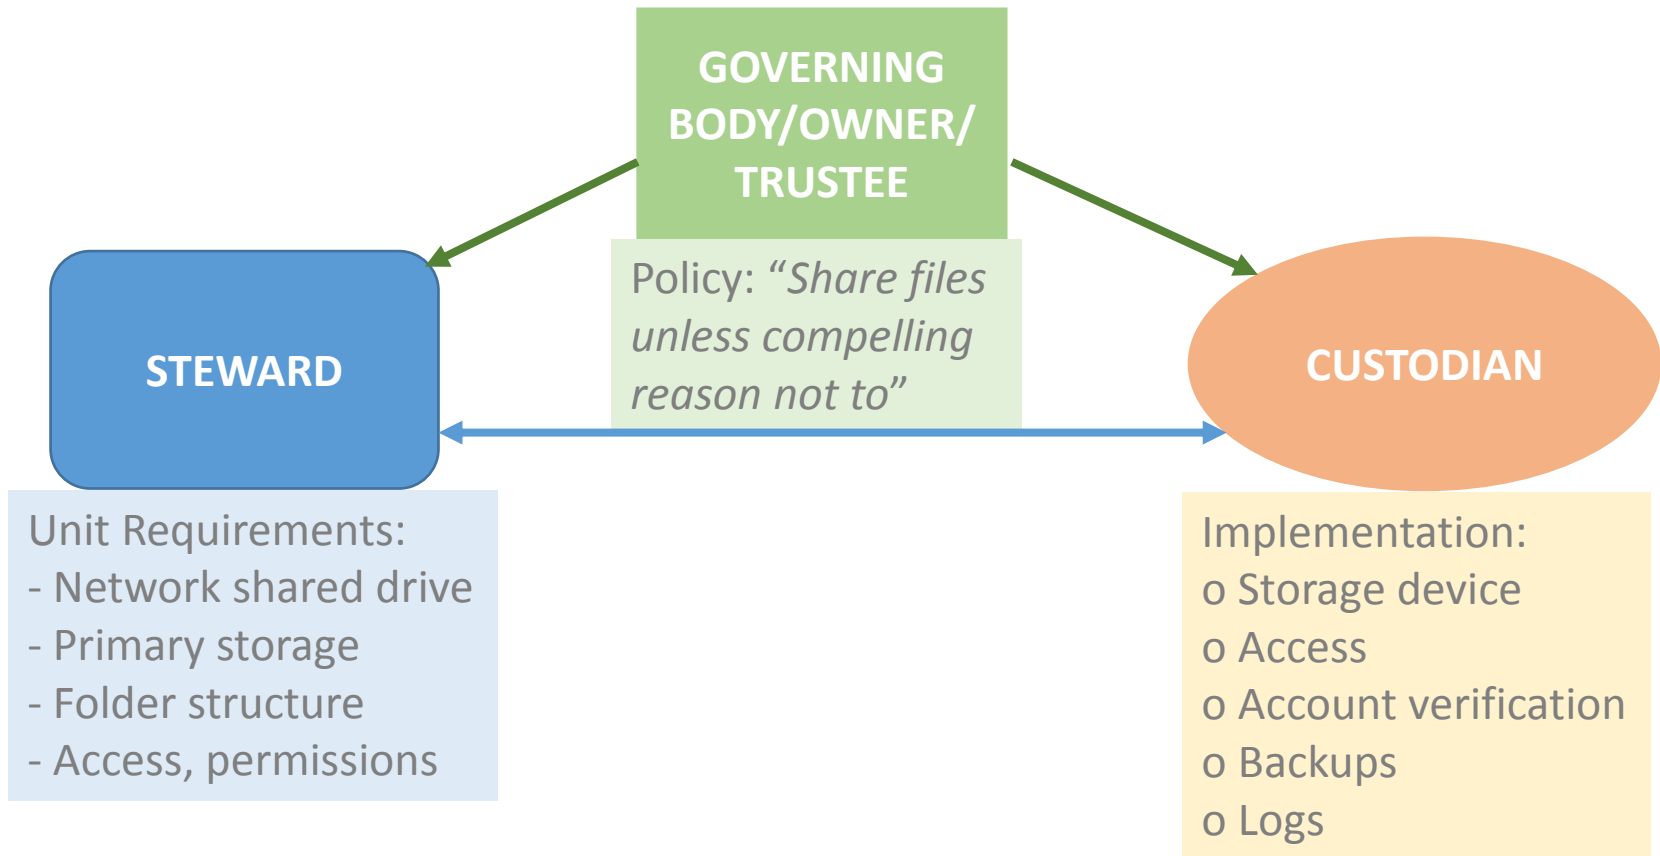 GOVERNING
BODY/OWNER/
TRUSTEE
Policy: “Share files
unless compelling
reason not to”
STEWARD
CUSTODIAN
Unit Requirements:
- Network shared drive
- Primary storage
- Folder structure
- Access, permissions
Implementation:
o Storage device
o Access
o Account verification
o Backups
o Logs